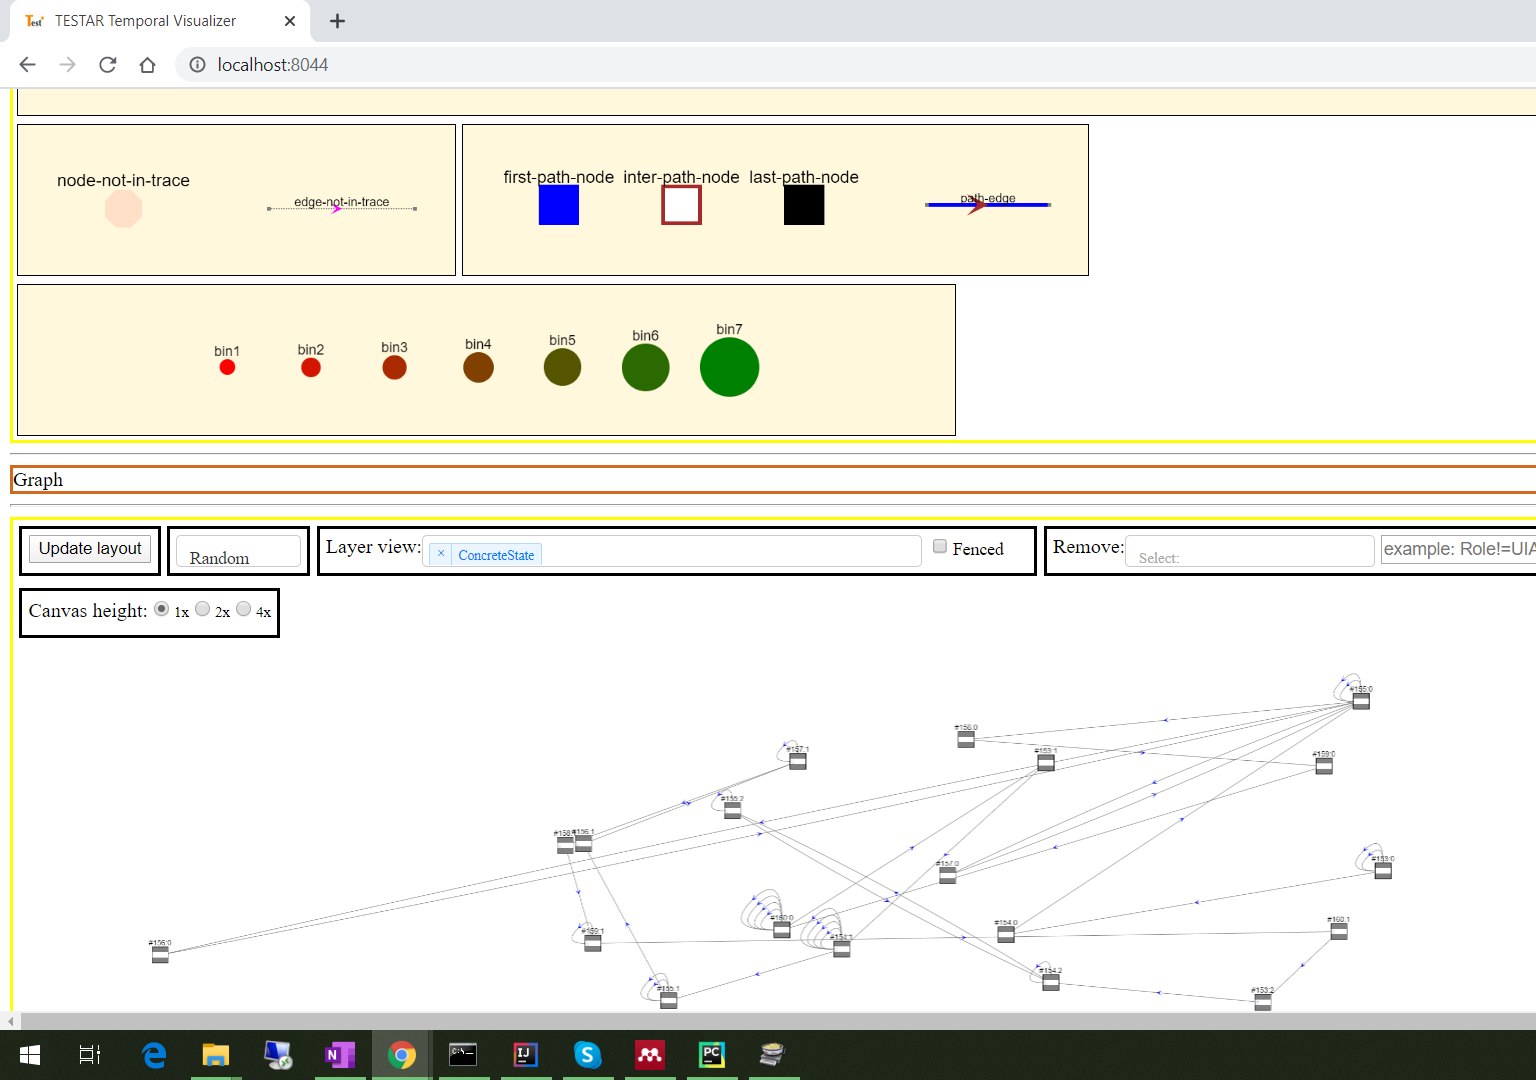 Test TESTAR Temporal Visualizer
localhost:8044
node-not-in-trace
edge-not-in-trace
first-path-node inter-path-node last-path-node
path-edge
bin1 bin2 bin3 bin4 bin5 bin6 bin7
Graph
Update layout
Random
Layer view: × ConcreteState Fenced
Remove: Select: example: Role!=UIA
Canvas height: 1x 2x 4x
#155:0
#158:0
#157:1
#153:1
#159:0
#155:2
#156:1
#153:0
#157:0
#160:0
#154:0
#160:1
#154:1
#159:1
#156:0
#154:2
#155:1
#153:2